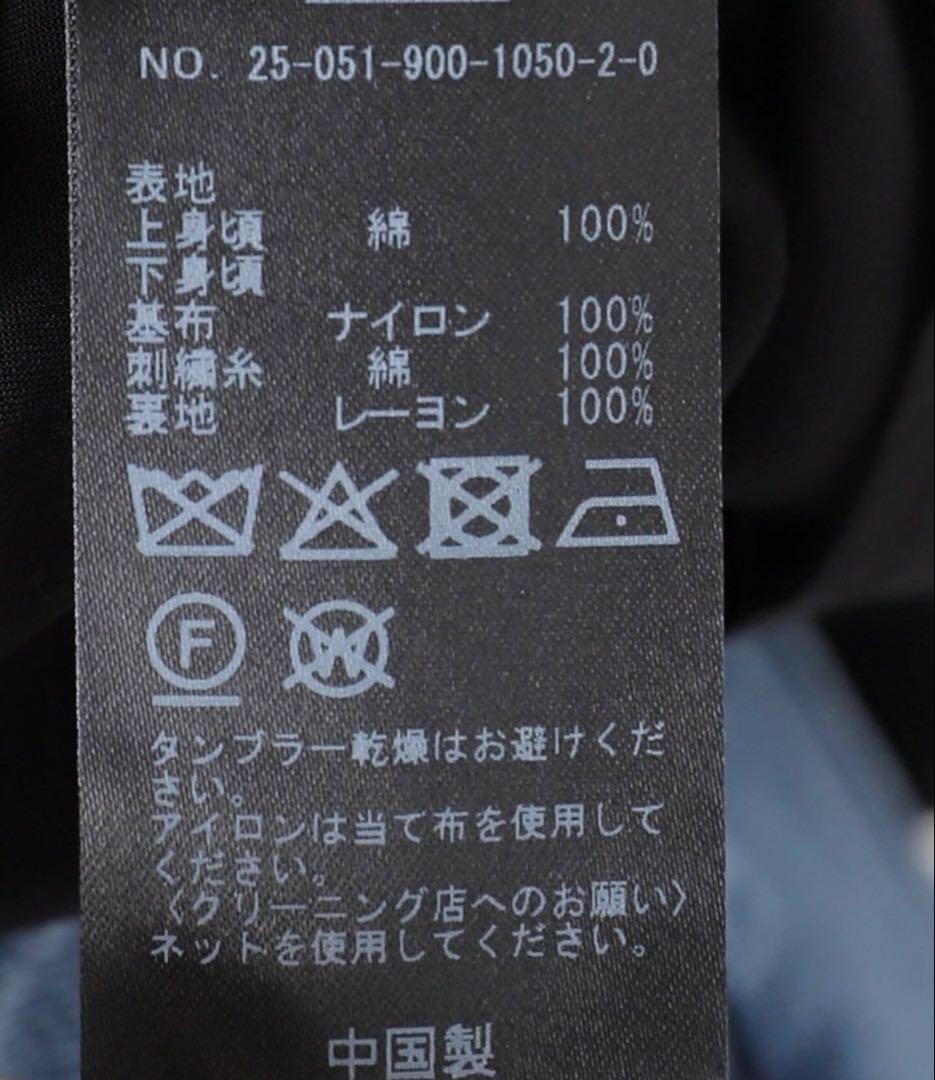 NO. 25-051-900-1050-2-0
表地
上身頃 綿 100%
下身頃
基布 ナイロン 100%
刺繍糸 綿 100%
裏地 レーヨン 100%
F W
タンブラー乾燥はお避けくだ
さい。
アイロンは当て布を使用して
ください。
〈クリーニング店へのお願い〉
ネットを使用してください。
中国製